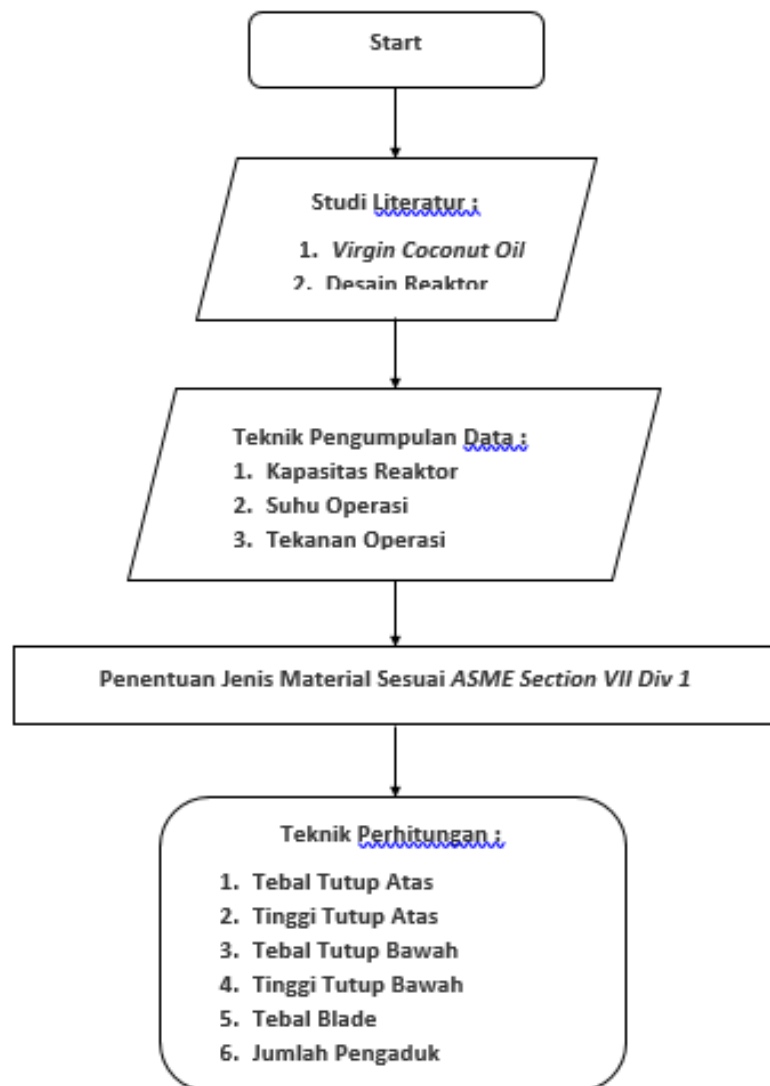 Start
Studi Literatur :
1. Virgin Coconut Oil
2. Desain Reaktor
Teknik Pengumpulan Data :
1. Kapasitas Reaktor
2. Suhu Operasi
3. Tekanan Operasi
Penentuan Jenis Material Sesuai ASME Section VII Div 1
Teknik Perhitungan :
1. Tebal Tutup Atas
2. Tinggi Tutup Atas
3. Tebal Tutup Bawah
4. Tinggi Tutup Bawah
5. Tebal Blade
6. Jumlah Pengaduk